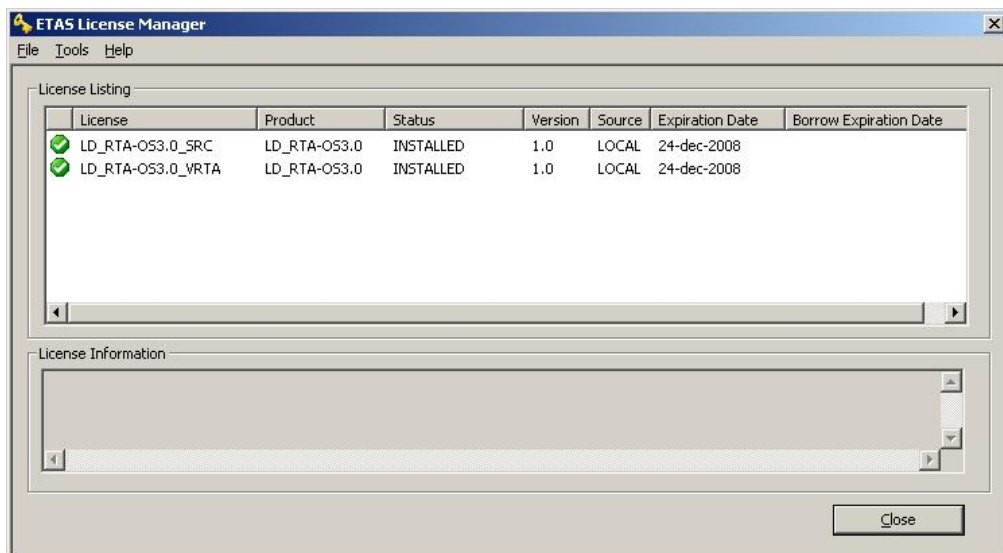 ETAS License Manager
File Tools Help
License Listing
License Product Status Version Source Expiration Date Borrow Expiration Date
LD_RTA-OS3.0_SRC LD_RTA-OS3.0 INSTALLED 1.0 LOCAL 24-dec-2008
LD_RTA-OS3.0_VRTA LD_RTA-OS3.0 INSTALLED 1.0 LOCAL 24-dec-2008
License Information
Close